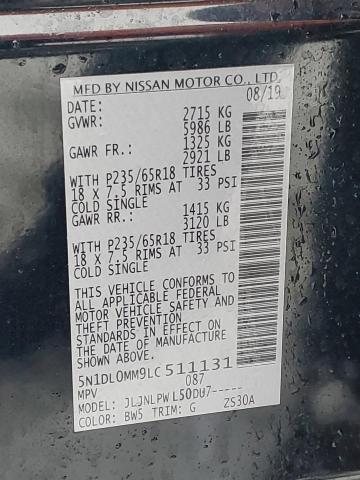 MFD BY NISSAN MOTOR CO., LTD.
DATE: 08/19
GVWR: 2715 KG
5986 LB
GAWR FR.: 1325 KG
2921 LB
WITH P235/65R18 TIRES
18 X 7.5 RIMS AT 33 PSI
COLD SINGLE
GAWR RR.: 1415 KG
3120 LB
WITH P235/65R18 TIRES
18 X 7.5 RIMS AT 33 PSI
COLD SINGLE
THIS VEHICLE CONFORMS TO
ALL APPLICABLE FEDERAL
MOTOR VEHICLE SAFETY AND
THEFT PREVENTION
STANDARDS IN EFFECT ON
THE DATE OF MANUFACTURE
SHOWN ABOVE.
5N1DL0MM9LC511131
MPV 087
MODEL: JLJNLPWL50DU7-----
COLOR: BW5 TRIM: G ZS30A